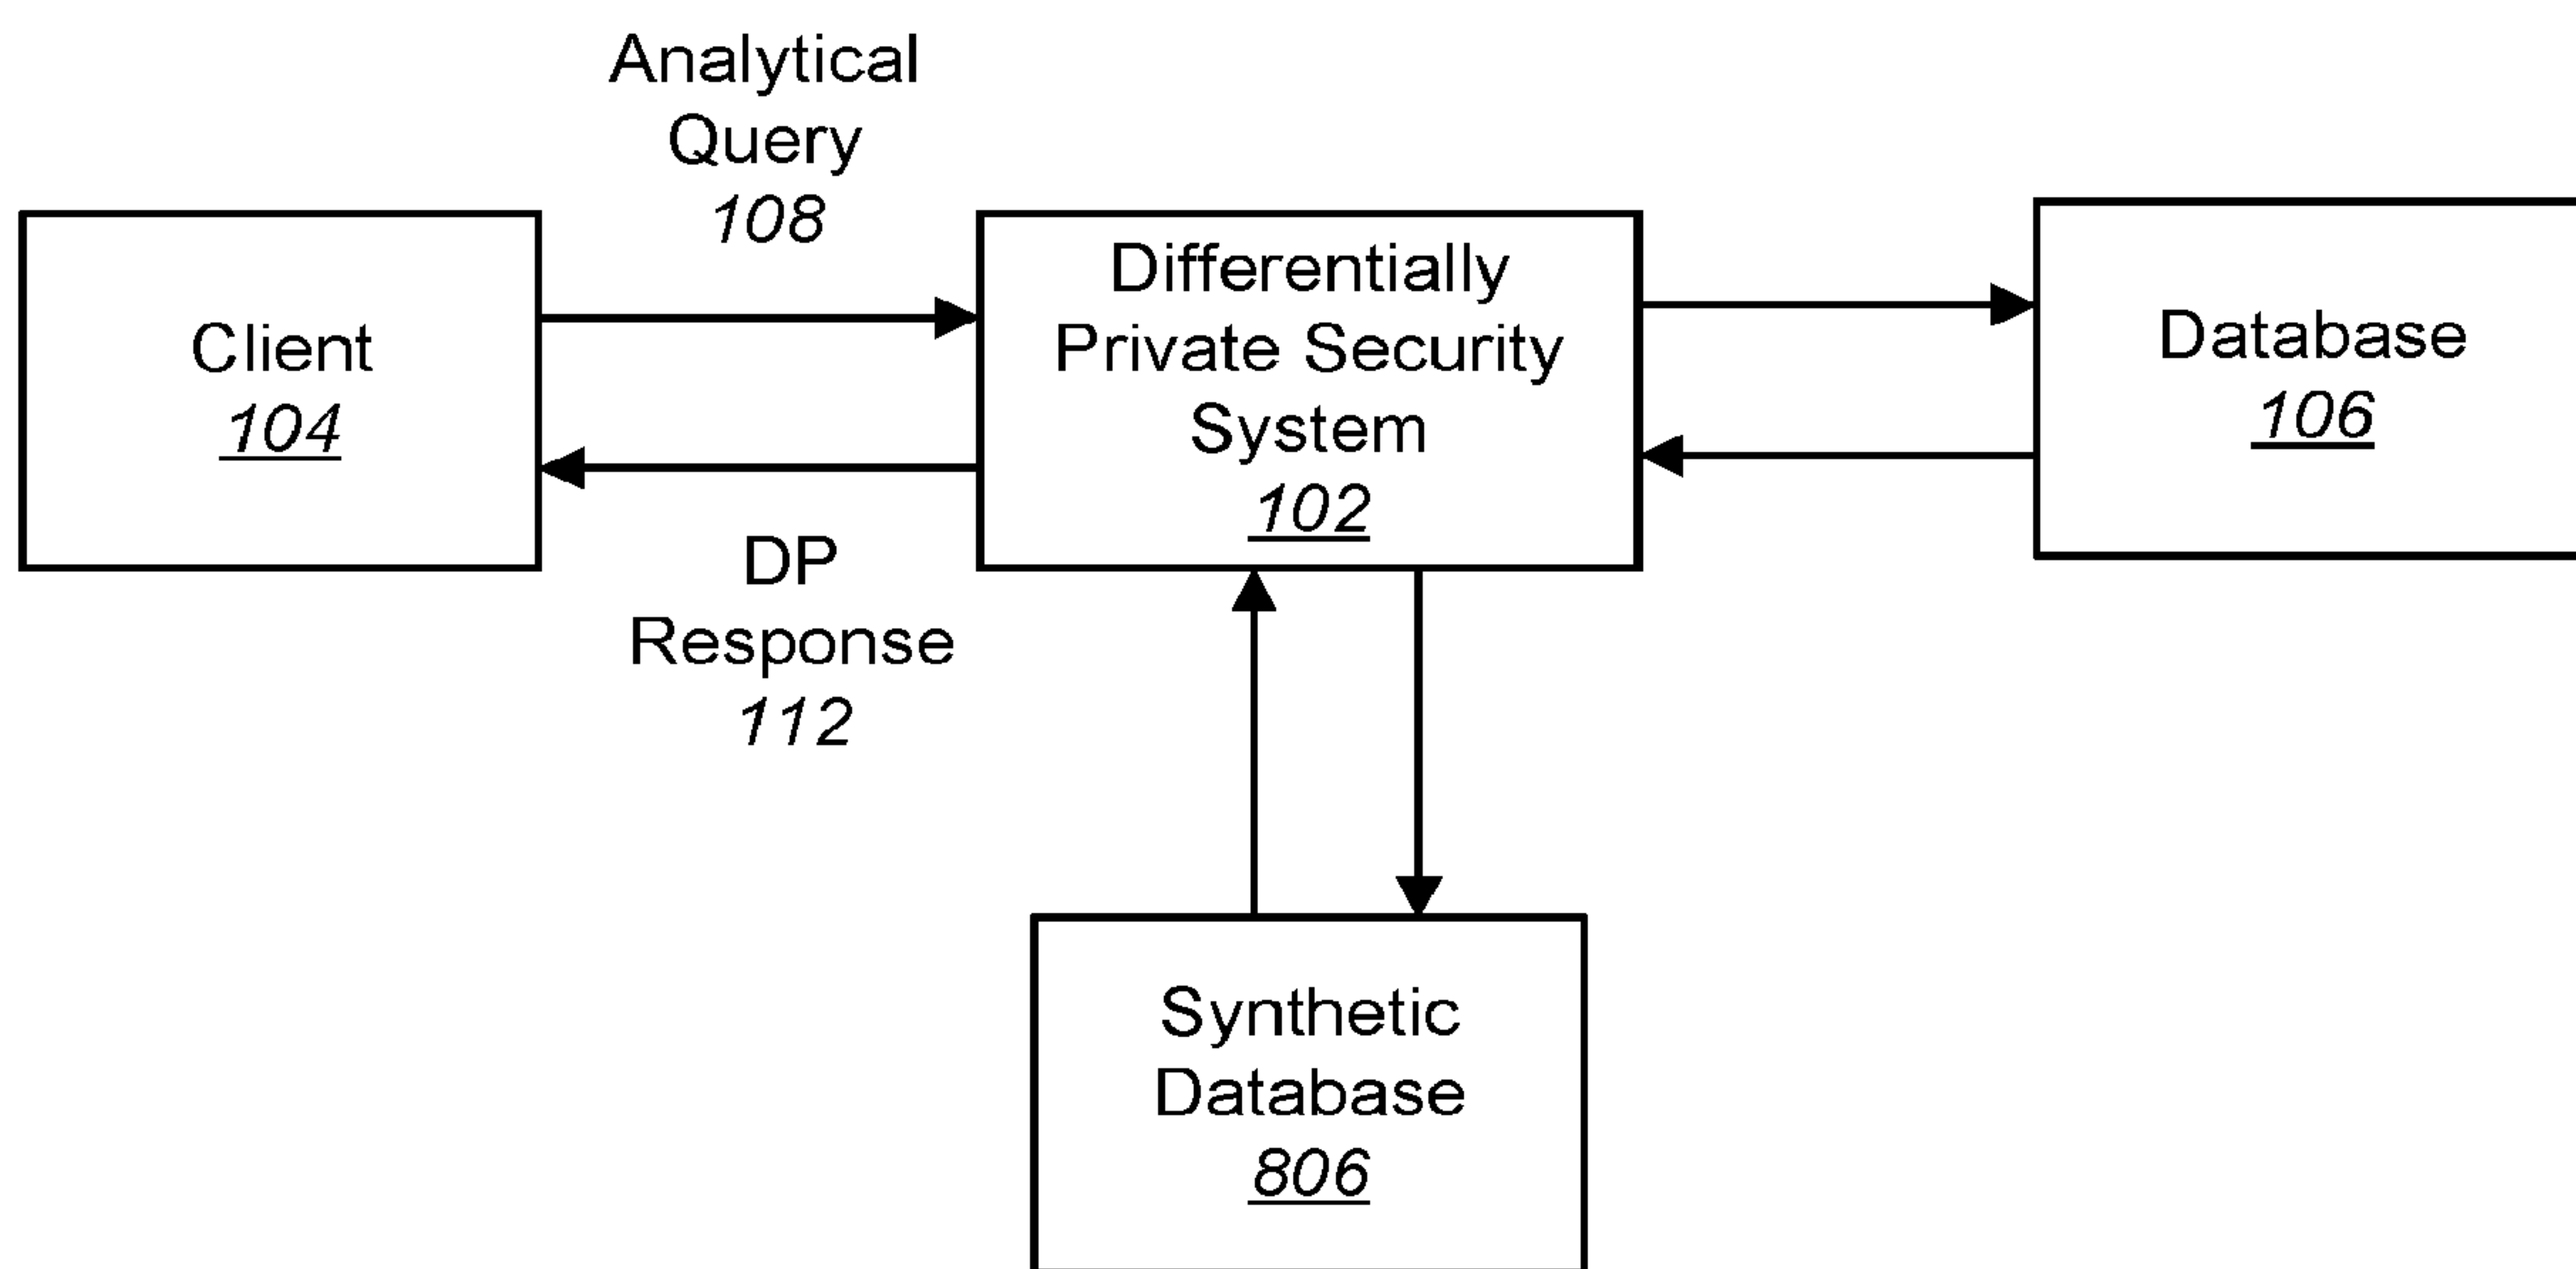 Analytical
Query
108
Client
104
Differentially
Private Security
System
102
Database
106
DP
Response
112
Synthetic
Database
806